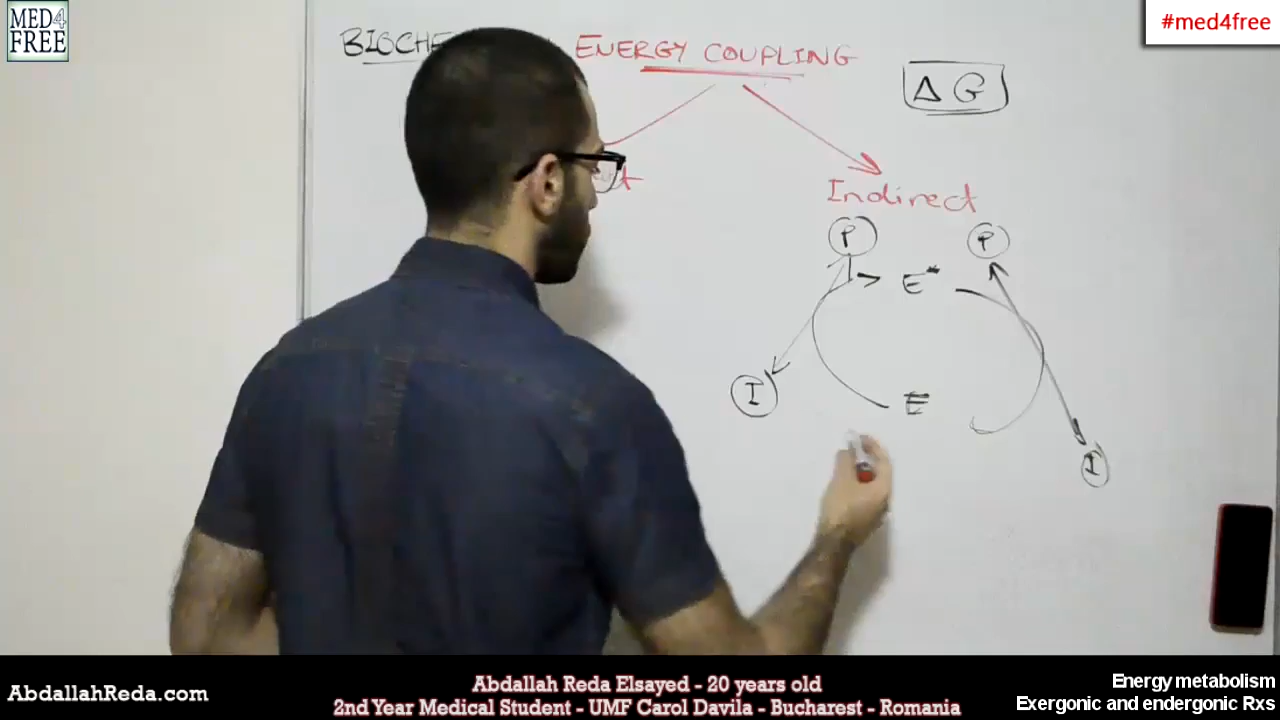 MED4
FREE
#med4free
ENERGY COUPLING
ΔG
Indirect
P P
E*
I
E
I
AbdallahReda.com
Abdallah Reda Elsayed - 20 years old
2nd Year Medical Student - UMF Carol Davila - Bucharest - Romania
Energy metabolism
Exergonic and endergonic Rxs